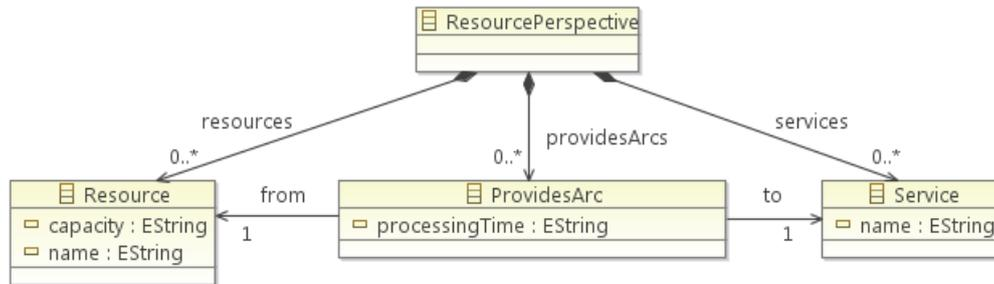 ResourcePerspective
resources
providesArcs
services
0..*
0..*
0..*
Resource
from
ProvidesArc
to
Service
capacity : EString
1
processingTime : EString
1
name : EString
name : EString